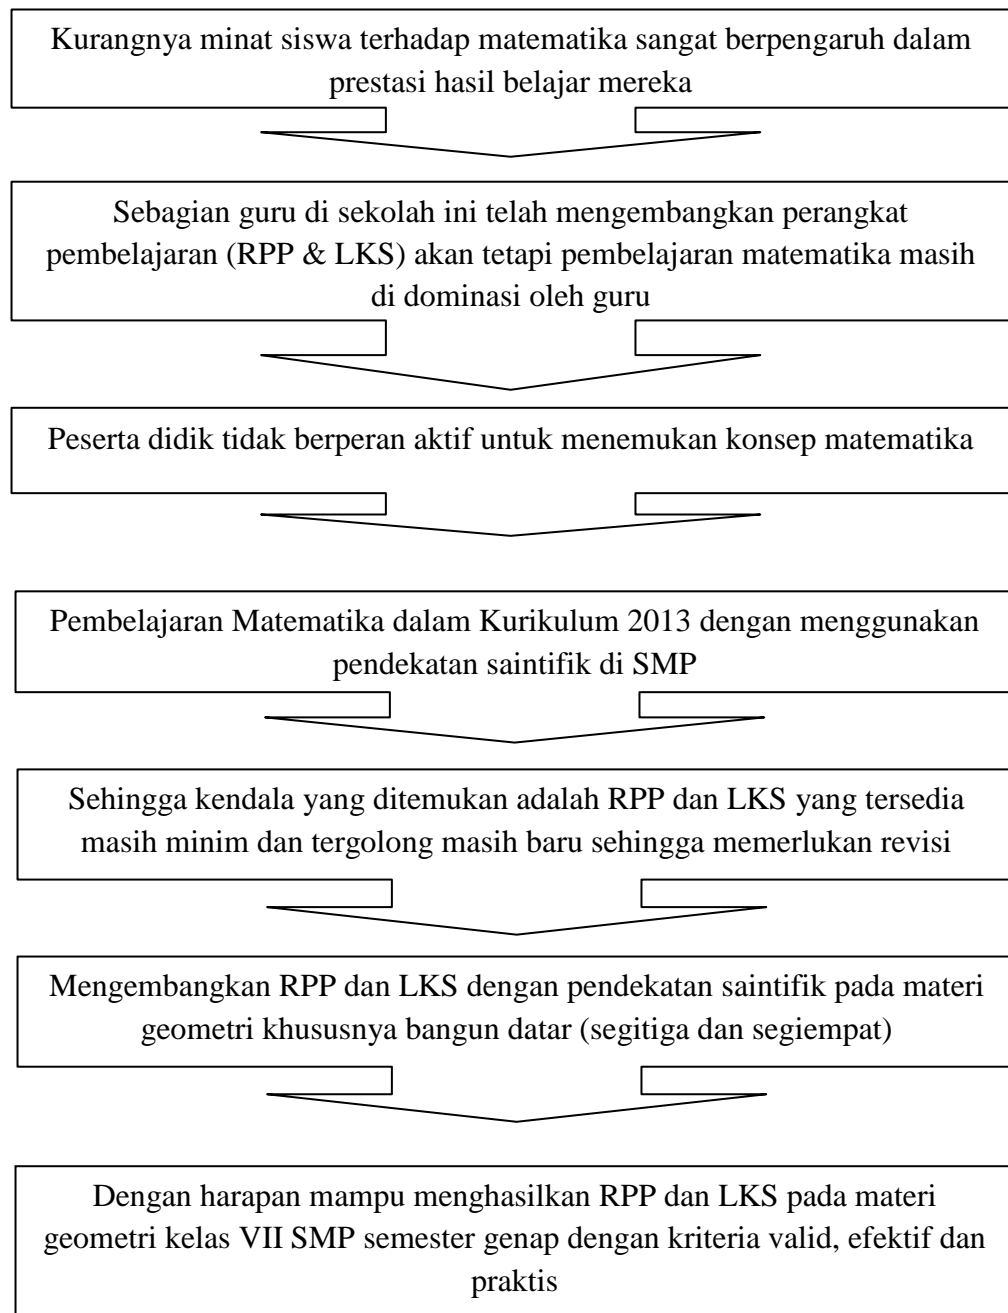 Kurangnya minat siswa terhadap matematika sangat berpengaruh dalam
prestasi hasil belajar mereka
Sebagian guru di sekolah ini telah mengembangkan perangkat
pembelajaran (RPP & LKS) akan tetapi pembelajaran matematika masih
di dominasi oleh guru
Peserta didik tidak berperan aktif untuk menemukan konsep matematika
Pembelajaran Matematika dalam Kurikulum 2013 dengan menggunakan
pendekatan saintifik di SMP
Sehingga kendala yang ditemukan adalah RPP dan LKS yang tersedia
masih minim dan tergolong masih baru sehingga memerlukan revisi
Mengembangkan RPP dan LKS dengan pendekatan saintifik pada materi
geometri khususnya bangun datar (segitiga dan segiempat)
Dengan harapan mampu menghasilkan RPP dan LKS pada materi
geometri kelas VII SMP semester genap dengan kriteria valid, efektif dan
praktis